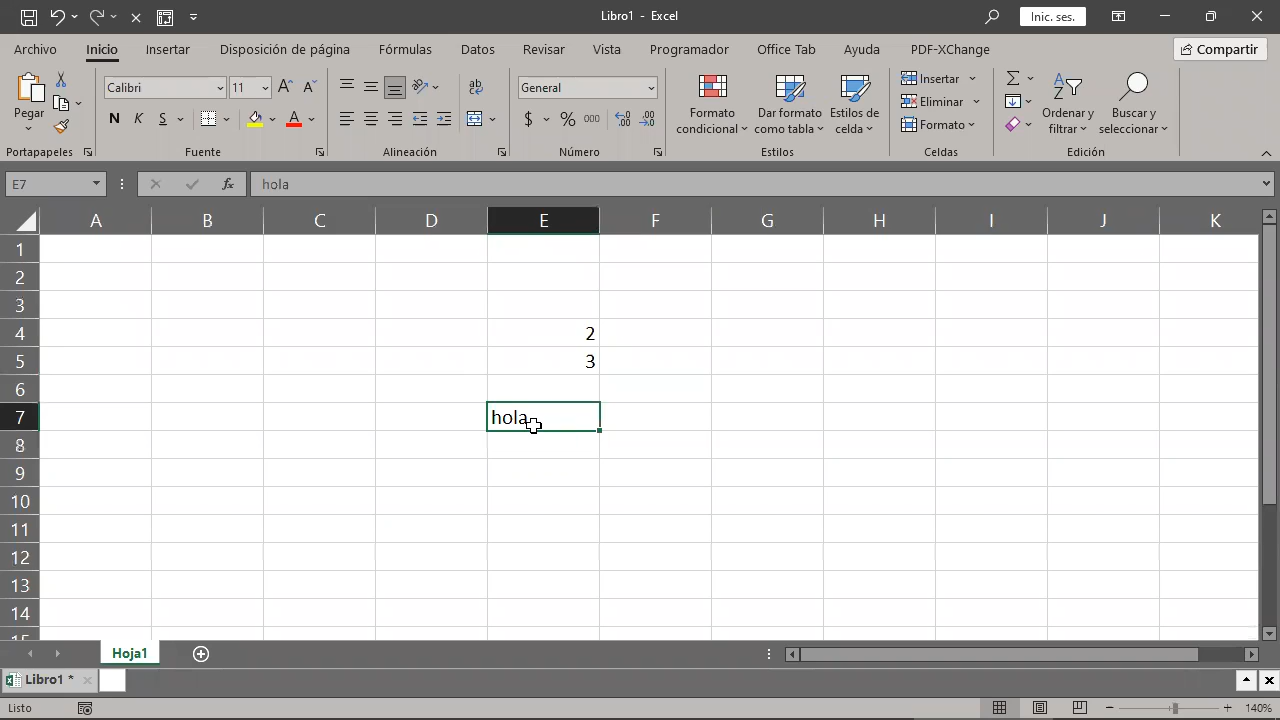 Libro1 - Excel
Inic. ses.
Archivo Inicio Insertar Disposición de página Fórmulas Datos Revisar Vista Programador Office Tab Ayuda PDF-XChange Compartir
Pegar
Calibri 11
N K S
ab
General
$ % 000
Formato condicional
Dar formato como tabla
Estilos de celda
Insertar
Eliminar
Formato
Ordenar y filtrar
Buscar y seleccionar
Portapapeles Fuente Alineación Número Estilos Celdas Edición
E7 fx hola
A B C D E F G H I J K
1
2
3
4 2
5 3
6
7 hola
8
9
10
11
12
13
14
15
Hoja1
Libro1 *
Listo 140%